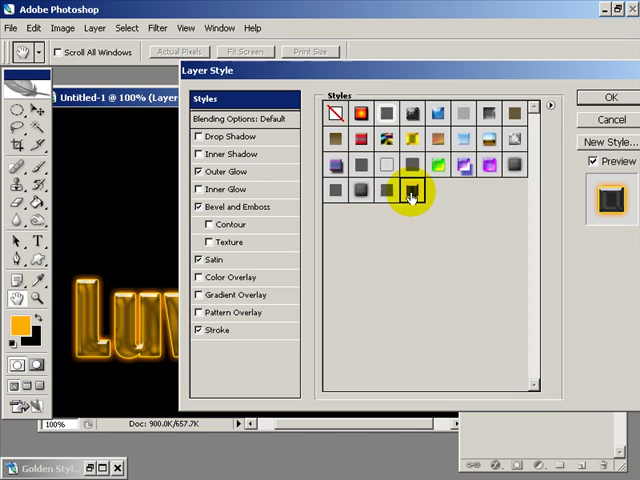 Adobe Photoshop
File Edit Image Layer Select Filter View Window Help
Scroll All Windows Actual Pixels Fit Screen Print Size
Layer Style
Untitled-1 @ 100% (Layer
Styles
Blending Options: Default
Drop Shadow
Inner Shadow
Outer Glow
Inner Glow
Bevel and Emboss
Contour
Texture
Satin
Color Overlay
Gradient Overlay
Pattern Overlay
Stroke
Styles
OK
Cancel
New Style...
Preview
Luv
100% Doc: 900.0K/657.7K
Golden Styl...